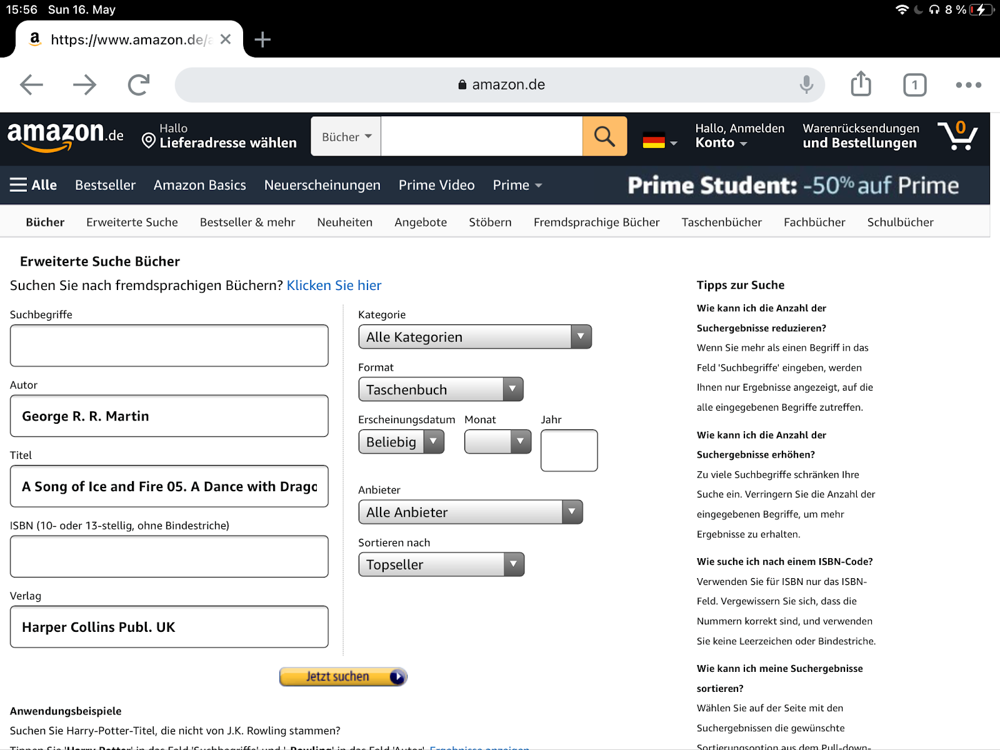 15:56 Sun 16. May
8 %
https://www.amazon.de/a
amazon.de
1
amazon.de
Hallo
Lieferadresse wählen
Bücher
Hallo, Anmelden
Konto
Warenrücksendungen
und Bestellungen
0
Alle Bestseller Amazon Basics Neuerscheinungen Prime Video Prime
Prime Student: -50% auf Prime
Bücher Erweiterte Suche Bestseller & mehr Neuheiten Angebote Stöbern Fremdsprachige Bücher Taschenbücher Fachbücher Schulbücher
Erweiterte Suche Bücher
Suchen Sie nach fremdsprachigen Büchern? Klicken Sie hier
Suchbegriffe
Autor
George R. R. Martin
Titel
A Song of Ice and Fire 05. A Dance with Drago
ISBN (10- oder 13-stellig, ohne Bindestriche)
Verlag
Harper Collins Publ. UK
Kategorie
Alle Kategorien
Format
Taschenbuch
Erscheinungsdatum Monat Jahr
Beliebig
Anbieter
Alle Anbieter
Sortieren nach
Topseller
Jetzt suchen
Anwendungsbeispiele
Suchen Sie Harry-Potter-Titel, die nicht von J.K. Rowling stammen?
Tippen Sie 'Harry Potter' in das Feld 'Suchbegriffe' und '-Rowling' in das Feld 'Autor'. Ergebnisse anzeigen
Tipps zur Suche
Wie kann ich die Anzahl der
Suchergebnisse reduzieren?
Wenn Sie mehr als einen Begriff in das
Feld 'Suchbegriffe' eingeben, werden
Ihnen nur Ergebnisse angezeigt, auf die
alle eingegebenen Begriffe zutreffen.
Wie kann ich die Anzahl der
Suchergebnisse erhöhen?
Zu viele Suchbegriffe schränken Ihre
Suche ein. Verringern Sie die Anzahl der
eingegebenen Begriffe, um mehr
Ergebnisse zu erhalten.
Wie suche ich nach einem ISBN-Code?
Verwenden Sie für ISBN nur das ISBN-
Feld. Vergewissern Sie sich, dass die
Nummern korrekt sind, und verwenden
Sie keine Leerzeichen oder Bindestriche.
Wie kann ich meine Suchergebnisse
sortieren?
Wählen Sie auf der Seite mit den
Suchergebnissen die gewünschte
Sortierungsoption aus dem Pull-down-